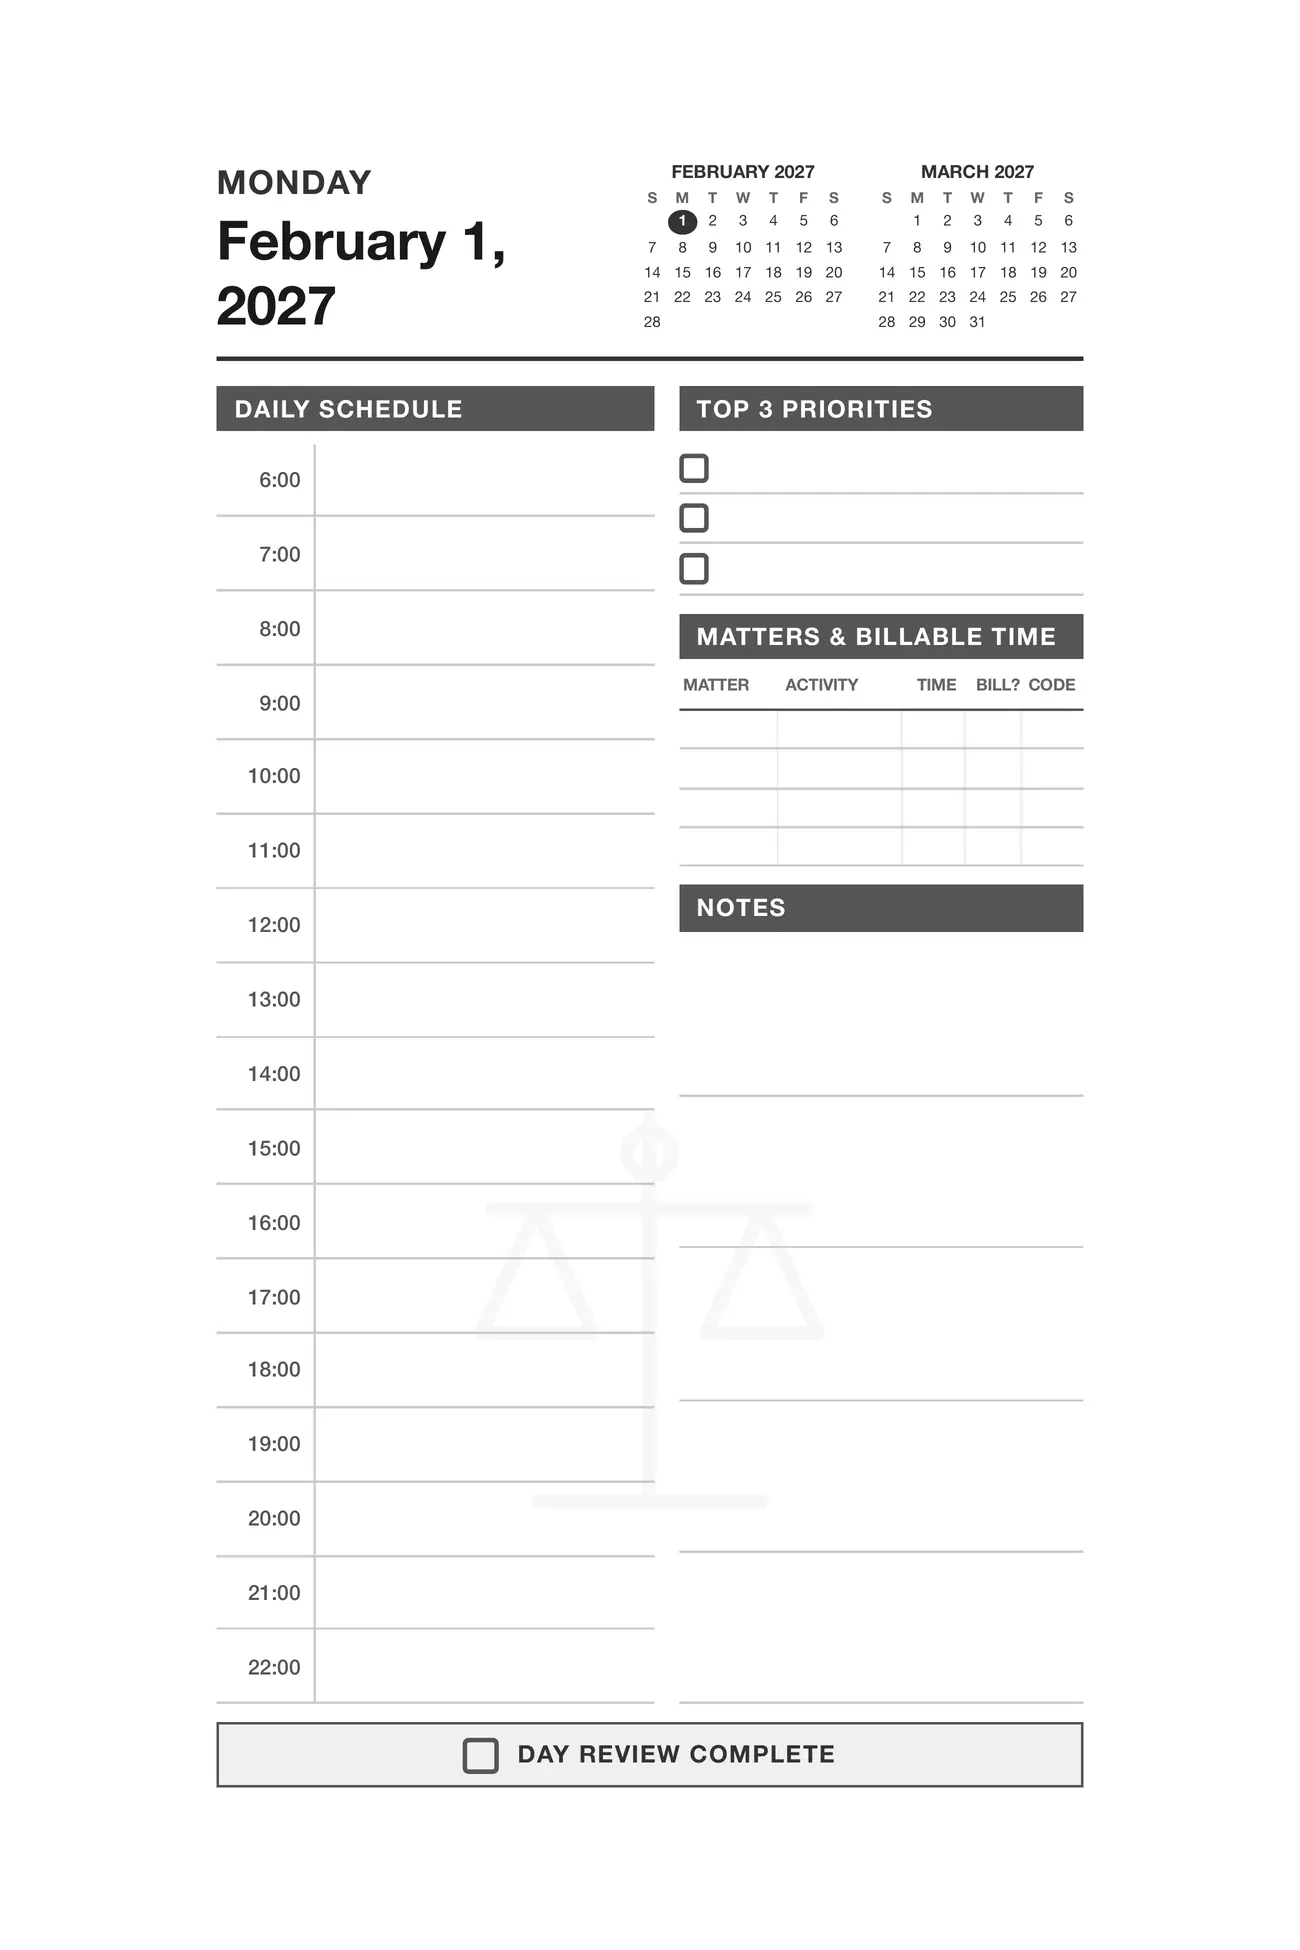 MONDAY
February 1,
2027
FEBRUARY 2027
S M T W T F S
1 2 3 4 5 6
7 8 9 10 11 12 13
14 15 16 17 18 19 20
21 22 23 24 25 26 27
28
MARCH 2027
S M T W T F S
1 2 3 4 5 6
7 8 9 10 11 12 13
14 15 16 17 18 19 20
21 22 23 24 25 26 27
28 29 30 31
DAILY SCHEDULE
6:00
7:00
8:00
9:00
10:00
11:00
12:00
13:00
14:00
15:00
16:00
17:00
18:00
19:00
20:00
21:00
22:00
TOP 3 PRIORITIES
MATTERS & BILLABLE TIME
MATTER ACTIVITY TIME BILL? CODE
NOTES
DAY REVIEW COMPLETE